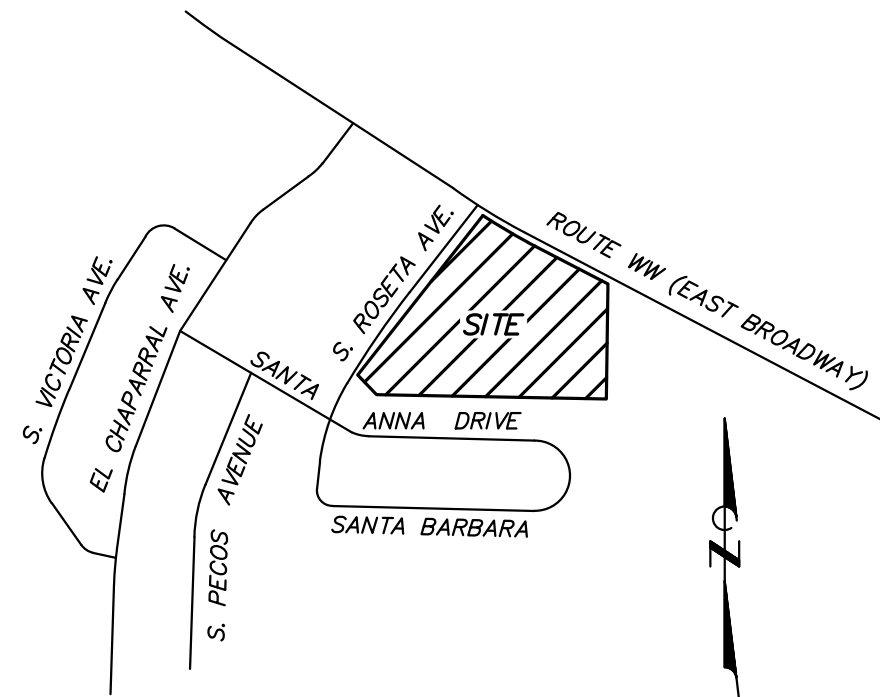 ROUTE WW (EAST BROADWAY)
S. ROSETA AVE.
SITE
S. VICTORIA AVE.
EL CHAPARRAL AVE.
SANTA
ANNA DRIVE
S. PECOS AVENUE
SANTA BARBARA
N